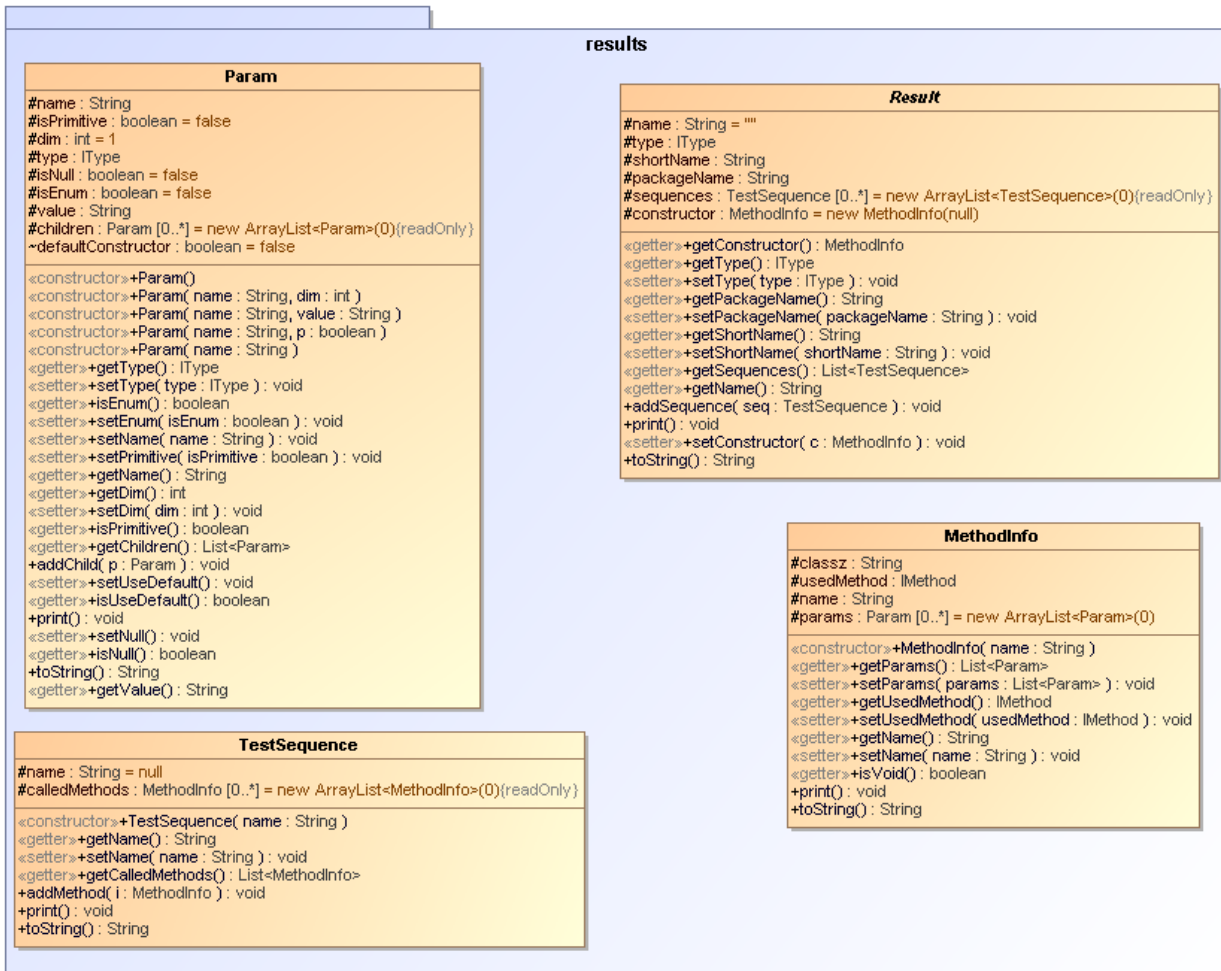 results
Param
#name : String
#isPrimitive : boolean = false
#dim : int = 1
#type : IType
#isNull : boolean = false
#isEnum : boolean = false
#value : String
#children : Param [0..*] = new ArrayList<Param>(0){readOnly}
~defaultConstructor : boolean = false
«constructor»+Param()
«constructor»+Param( name : String, dim : int )
«constructor»+Param( name : String, value : String )
«constructor»+Param( name : String, p : boolean )
«constructor»+Param( name : String )
«getter»+getType() : IType
«setter»+setType( type : IType ) : void
«getter»+isEnum() : boolean
«setter»+setEnum( isEnum : boolean ) : void
«setter»+setName( name : String ) : void
«setter»+setPrimitive( isPrimitive : boolean ) : void
«getter»+getName() : String
«getter»+getDim() : int
«setter»+setDim( dim : int ) : void
«getter»+isPrimitive() : boolean
«getter»+getChildren() : List<Param>
+addChild( p : Param ) : void
«setter»+setUseDefault() : void
«getter»+isUseDefault() : boolean
+print() : void
«setter»+setNull() : void
«getter»+isNull() : boolean
+toString() : String
«getter»+getValue() : String
Result
#name : String = ""
#type : IType
#shortName : String
#packageName : String
#sequences : TestSequence [0..*] = new ArrayList<TestSequence>(0){readOnly}
#constructor : MethodInfo = new MethodInfo(null)
«getter»+getConstructor() : MethodInfo
«getter»+getType() : IType
«setter»+setType( type : IType ) : void
«getter»+getPackageName() : String
«setter»+setPackageName( packageName : String ) : void
«getter»+getShortName() : String
«setter»+setShortName( shortName : String ) : void
«getter»+getSequences() : List<TestSequence>
«getter»+getName() : String
+addSequence( seq : TestSequence ) : void
+print() : void
«setter»+setConstructor( c : MethodInfo ) : void
+toString() : String
MethodInfo
#classz : String
#usedMethod : IMethod
#name : String
#params : Param [0..*] = new ArrayList<Param>(0)
«constructor»+MethodInfo( name : String )
«getter»+getParams() : List<Param>
«setter»+setParams( params : List<Param> ) : void
«getter»+getUsedMethod() : IMethod
«setter»+setUsedMethod( usedMethod : IMethod ) : void
«getter»+getName() : String
«setter»+setName( name : String ) : void
«getter»+isVoid() : boolean
+print() : void
+toString() : String
TestSequence
#name : String = null
#calledMethods : MethodInfo [0..*] = new ArrayList<MethodInfo>(0){readOnly}
«constructor»+TestSequence( name : String )
«getter»+getName() : String
«setter»+setName( name : String ) : void
«getter»+getCalledMethods() : List<MethodInfo>
+addMethod( i : MethodInfo ) : void
+print() : void
+toString() : String